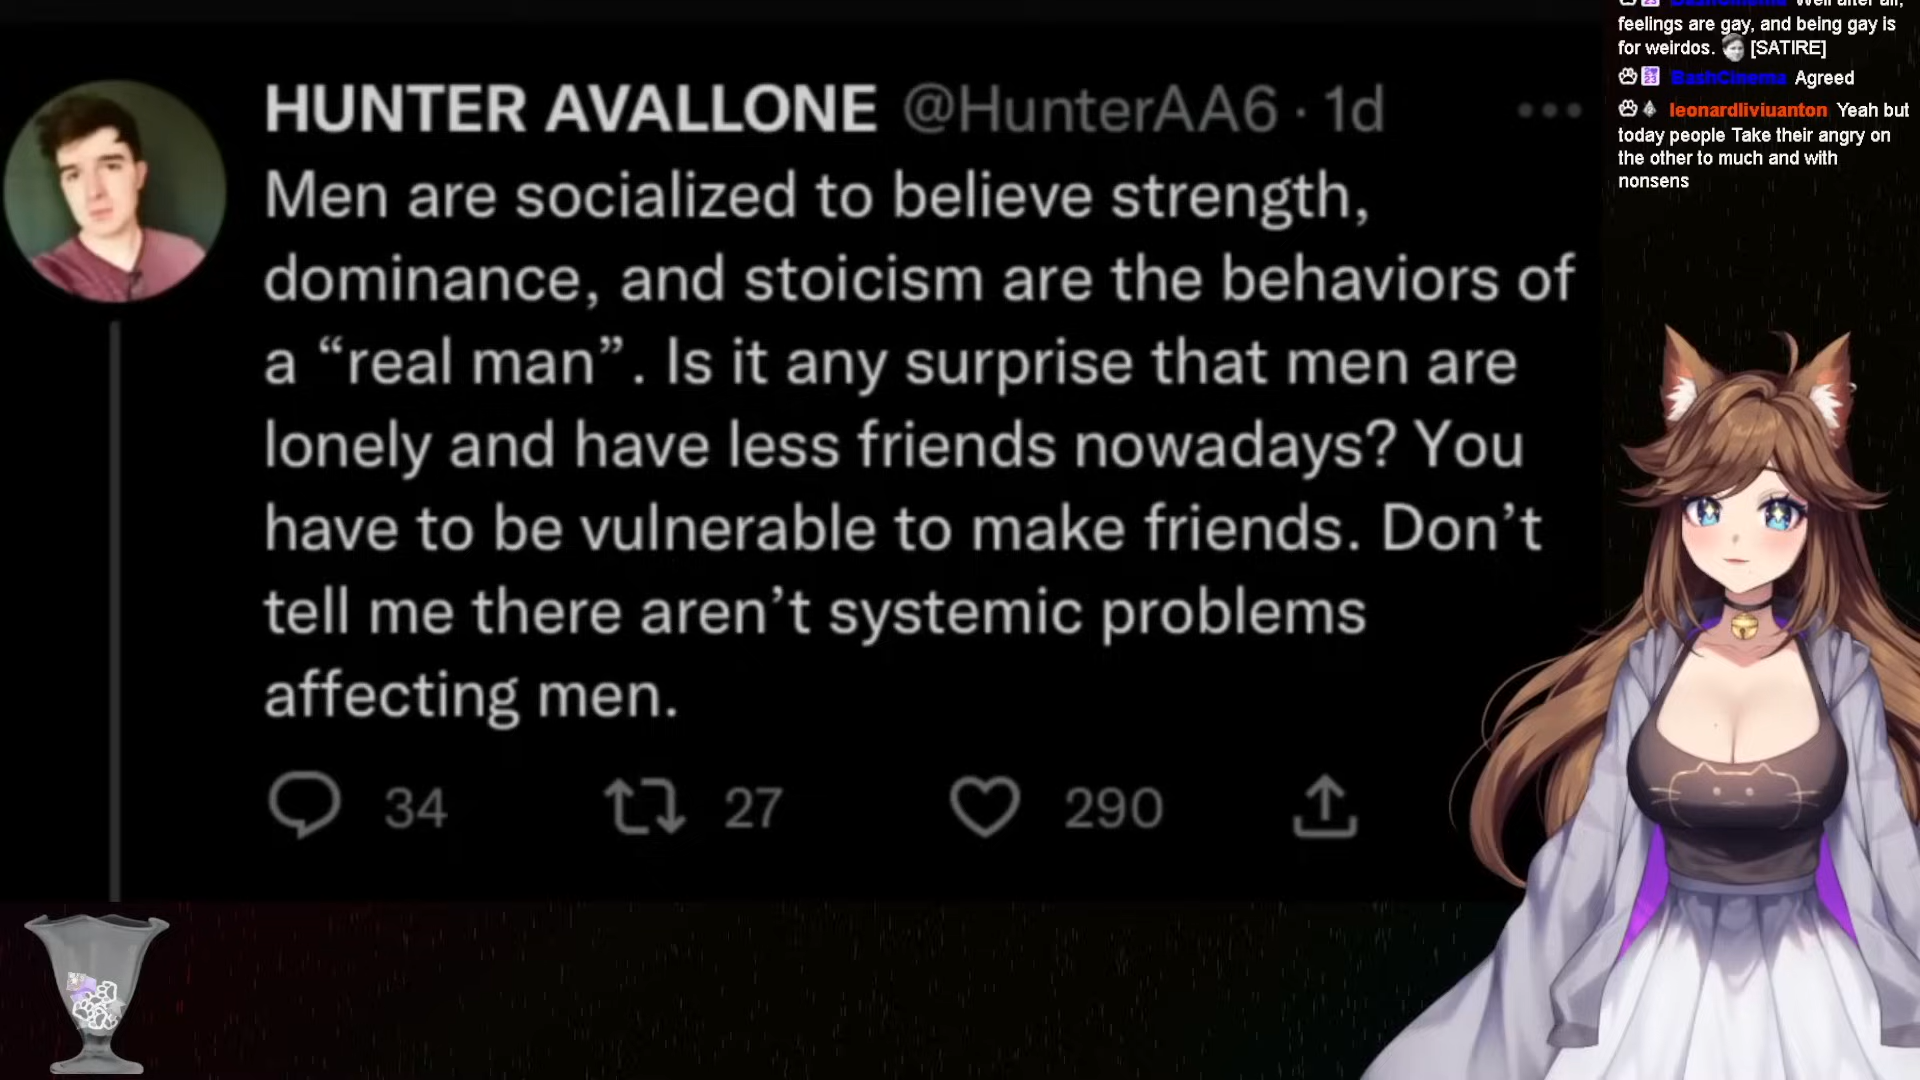 HUNTER AVALLONE @HunterAA6 · 1d
Men are socialized to believe strength,
dominance, and stoicism are the behaviors of
a “real man”. Is it any surprise that men are
lonely and have less friends nowadays? You
have to be vulnerable to make friends. Don’t
tell me there aren’t systemic problems
affecting men.
34 27 290
BashCinema Well after all,
feelings are gay, and being gay is
for weirdos. [SATIRE]
BashCinema Agreed
leonardliviuanton Yeah but
today people Take their angry on
the other to much and with
nonsens